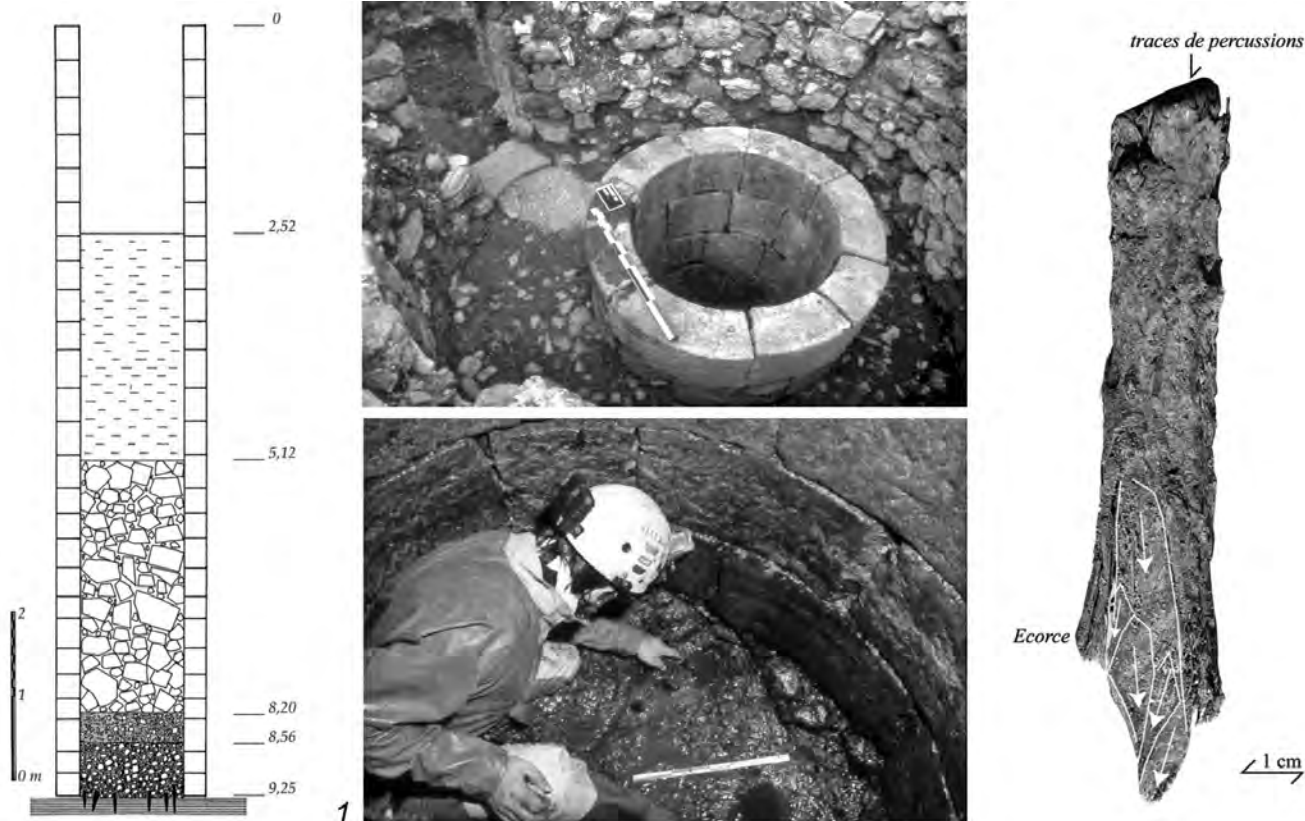 0
2,52
5,12
8,20
8,56
9,25
2
1
0 m
1
traces de percussions
Ecorce
1 cm